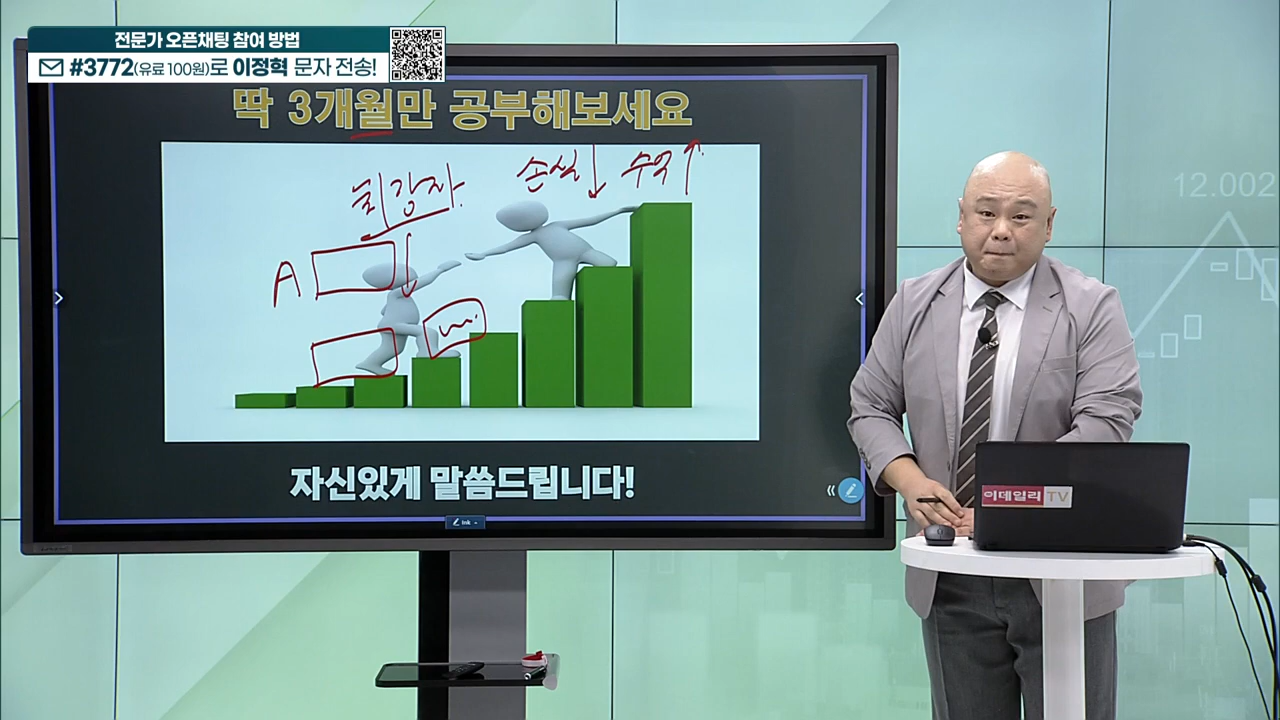 전문가 오픈채팅 참여 방법
#3772(유료 100원)로 이정혁 문자 전송!
딱 3개월만 공부해보세요
손실↓ 수익↑
최강자.
A
자신있게 말씀드립니다!
Ink
이데일리 TV
12.002